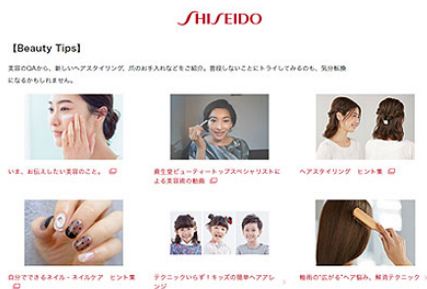 SHISEIDO
【Beauty Tips】
美容のQAから、新しいヘアスタイリング、爪のお手入れなどをご紹介。普段しないことにトライしてみるのも、気分転換
になるかもしれません。
いま、お伝えしたい美容のこと。
資生堂ビューティートップスペシャリストに
よる美容術の動画
ヘアスタイリング ヒント集
自分でできるネイル・ネイルケア ヒント集
テクニックいらず!キッズの簡単ヘアアレ
ンジ
梅雨の“広がる”ヘア悩み、解消テクニック